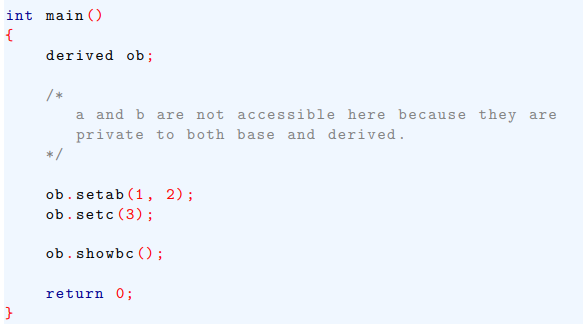 int main()
{
derived ob;
/*
a and b are not accessible here because they are
private to both base and derived.
*/
ob.setab(1, 2);
ob.setc(3);
ob.showbc();
return 0;
}